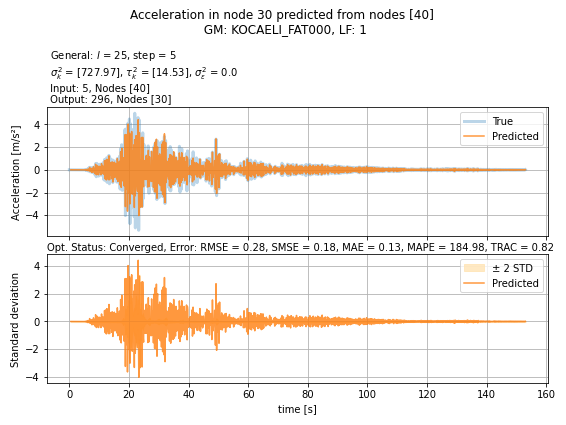 Acceleration in node 30 predicted from nodes [40]
GM: KOCAELI_FAT000, LF: 1
General: l = 25, step = 5
σ²ₖ = [727.97], τ²ₖ = [14.53], σ²ε = 0.0
Input: 5, Nodes [40]
Output: 296, Nodes [30]
Acceleration [m/s²]
4
2
0
−2
−4
True
Predicted
Opt. Status: Converged, Error: RMSE = 0.28, SMSE = 0.18, MAE = 0.13, MAPE = 184.98, TRAC = 0.82
Standard deviation
4
2
0
−2
−4
± 2 STD
Predicted
0 20 40 60 80 100 120 140 160
time [s]